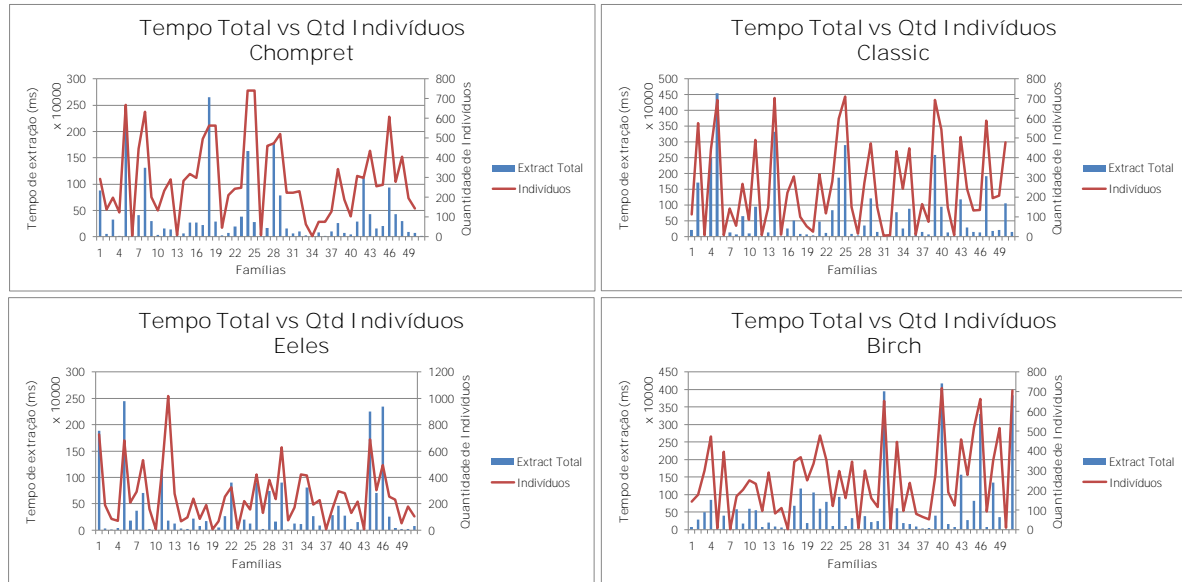 Tempo Total vs Qtd Indivíduos
Chompret
Tempo de extração (ms)
x 10000
300
250
200
150
100
50
0
800
700
600
500
400
300
200
100
0
Quantidade de Indivíduos
1 4 7 10 13 16 19 22 25 28 31 34 37 40 43 46 49
Famílias
Extract Total
Indivíduos
Tempo Total vs Qtd Indivíduos
Classic
Tempo de extração (ms)
x 10000
500
450
400
350
300
250
200
150
100
50
0
800
700
600
500
400
300
200
100
0
Quantidade de Indivíduos
1 4 7 10 13 16 19 22 25 28 31 34 37 40 43 46 49
Famílias
Extract Total
Indivíduos
Tempo Total vs Qtd Indivíduos
Eeles
Tempo de extração (ms)
x 10000
300
250
200
150
100
50
0
1200
1000
800
600
400
200
0
Quantidade de Indivíduos
1 4 7 10 13 16 19 22 25 28 31 34 37 40 43 46 49
Famílias
Extract Total
Indivíduos
Tempo Total vs Qtd Indivíduos
Birch
Tempo de extração (ms)
x 10000
450
400
350
300
250
200
150
100
50
0
800
700
600
500
400
300
200
100
0
Quantidade de Indivíduos
1 4 7 10 13 16 19 22 25 28 31 34 37 40 43 46 49
Famílias
Extract Total
Indivíduos